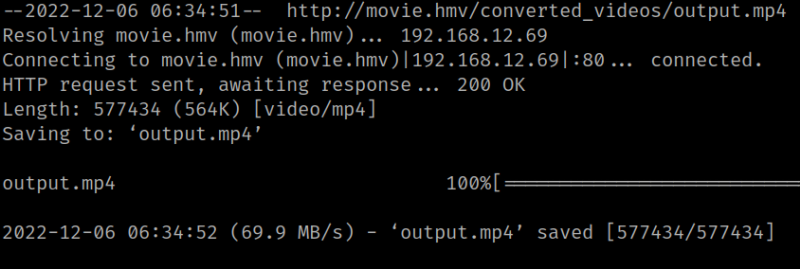 --2022-12-06 06:34:51-- http://movie.hmv/converted_videos/output.mp4
Resolving movie.hmv (movie.hmv)... 192.168.12.69
Connecting to movie.hmv (movie.hmv)|192.168.12.69|:80... connected.
HTTP request sent, awaiting response... 200 OK
Length: 577434 (564K) [video/mp4]
Saving to: ‘output.mp4’
output.mp4 100%[==============================
2022-12-06 06:34:52 (69.9 MB/s) - ‘output.mp4’ saved [577434/577434]